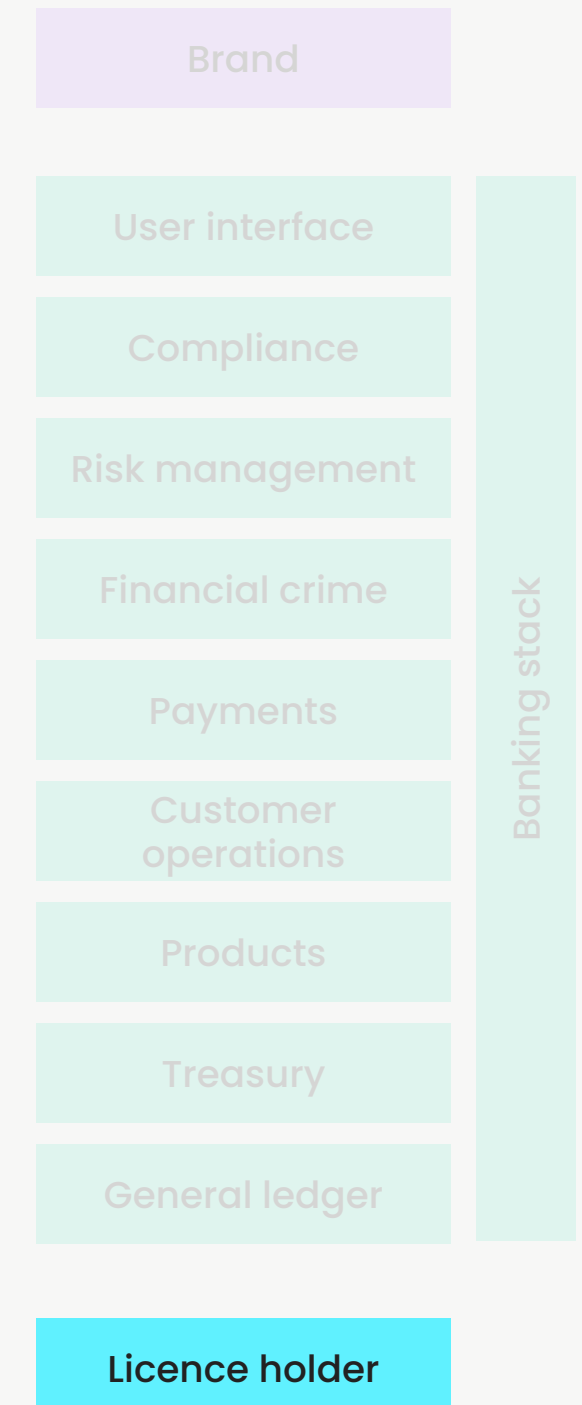 Brand
User interface
Compliance
Risk management
Financial crime
Payments
Customer
operations
Products
Treasury
General ledger
Banking stack
Licence holder